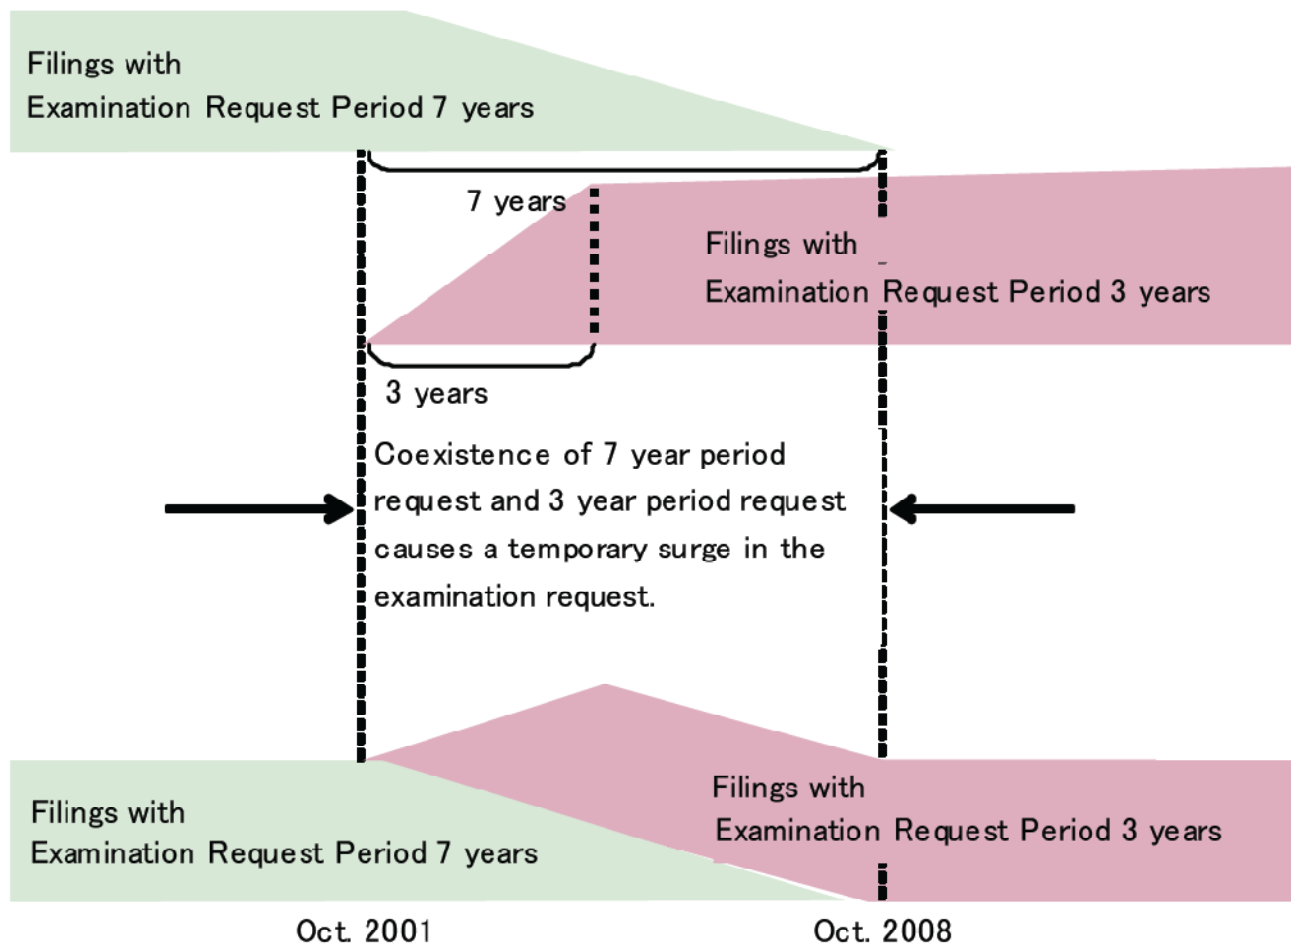 Filings with
Examination Request Period 7 years
7 years
Filings with
Examination Request Period 3 years
3 years
Coexistence of 7 year period
request and 3 year period request
causes a temporary surge in the
examination request.
Filings with
Examination Request Period 3 years
Filings with
Examination Request Period 7 years
Oct. 2001
Oct. 2008